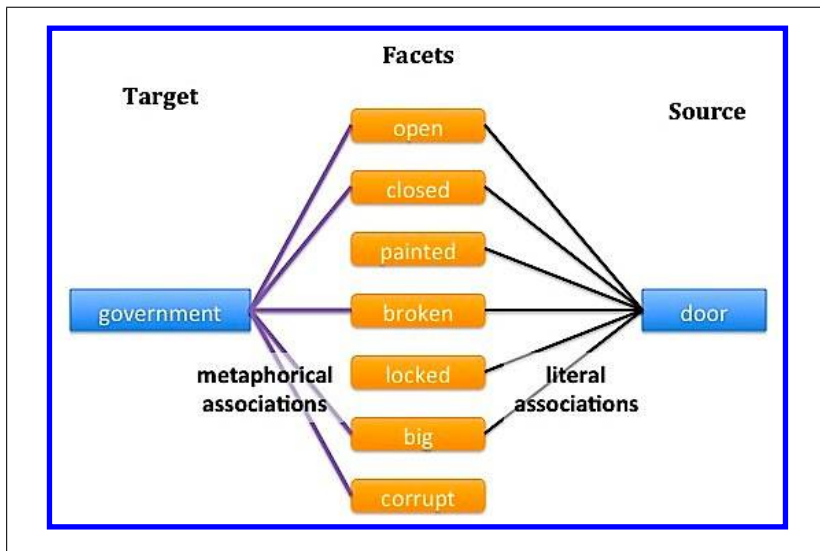 Facets
Target
Source
open
closed
painted
government
broken
door
locked
metaphorical
associations
literal
associations
big
corrupt